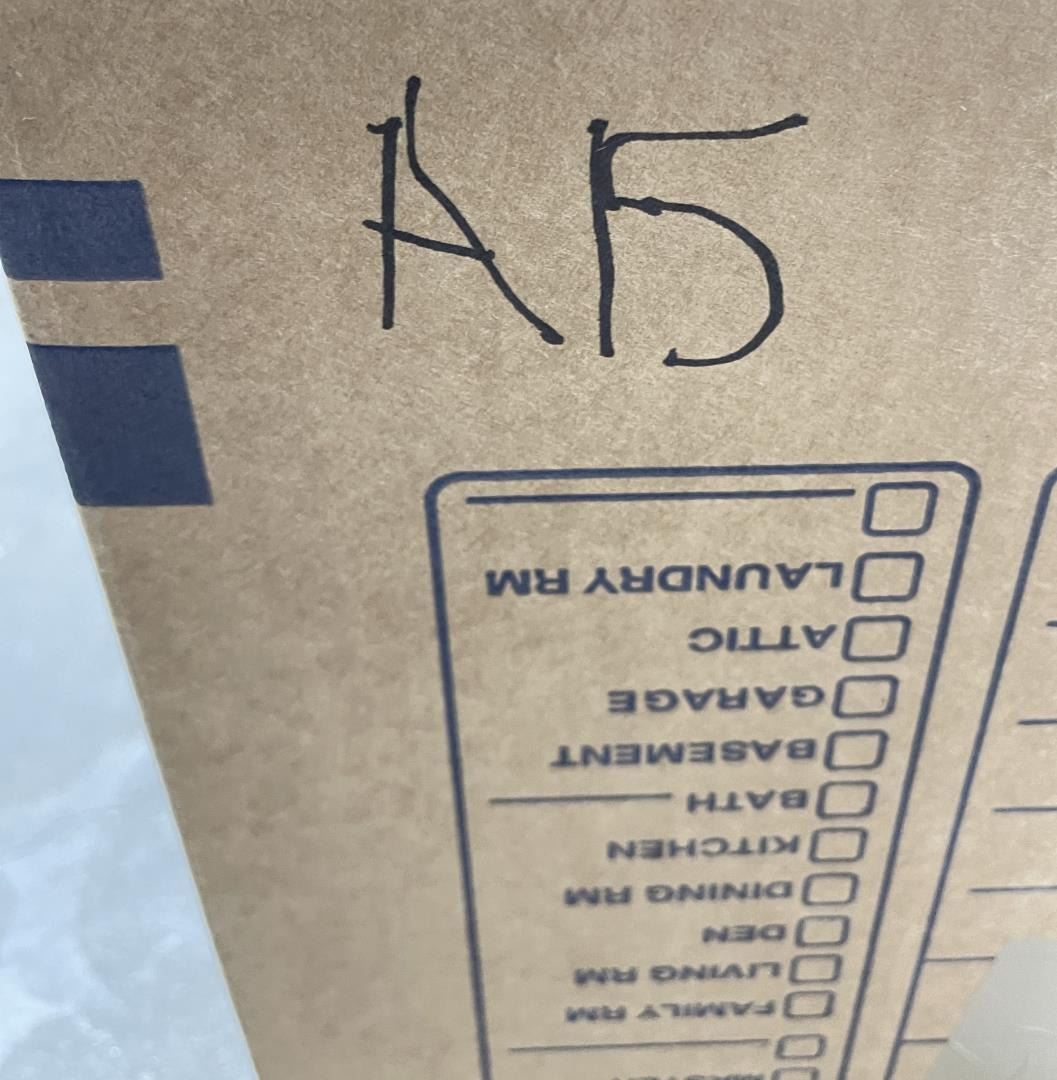 АБ
FAMILY RM
LIVING RM
DEN
DINING RM
KITCHEN
BATH
BASEMENT
GARAGE
ATTIC
LAUNDRY RM